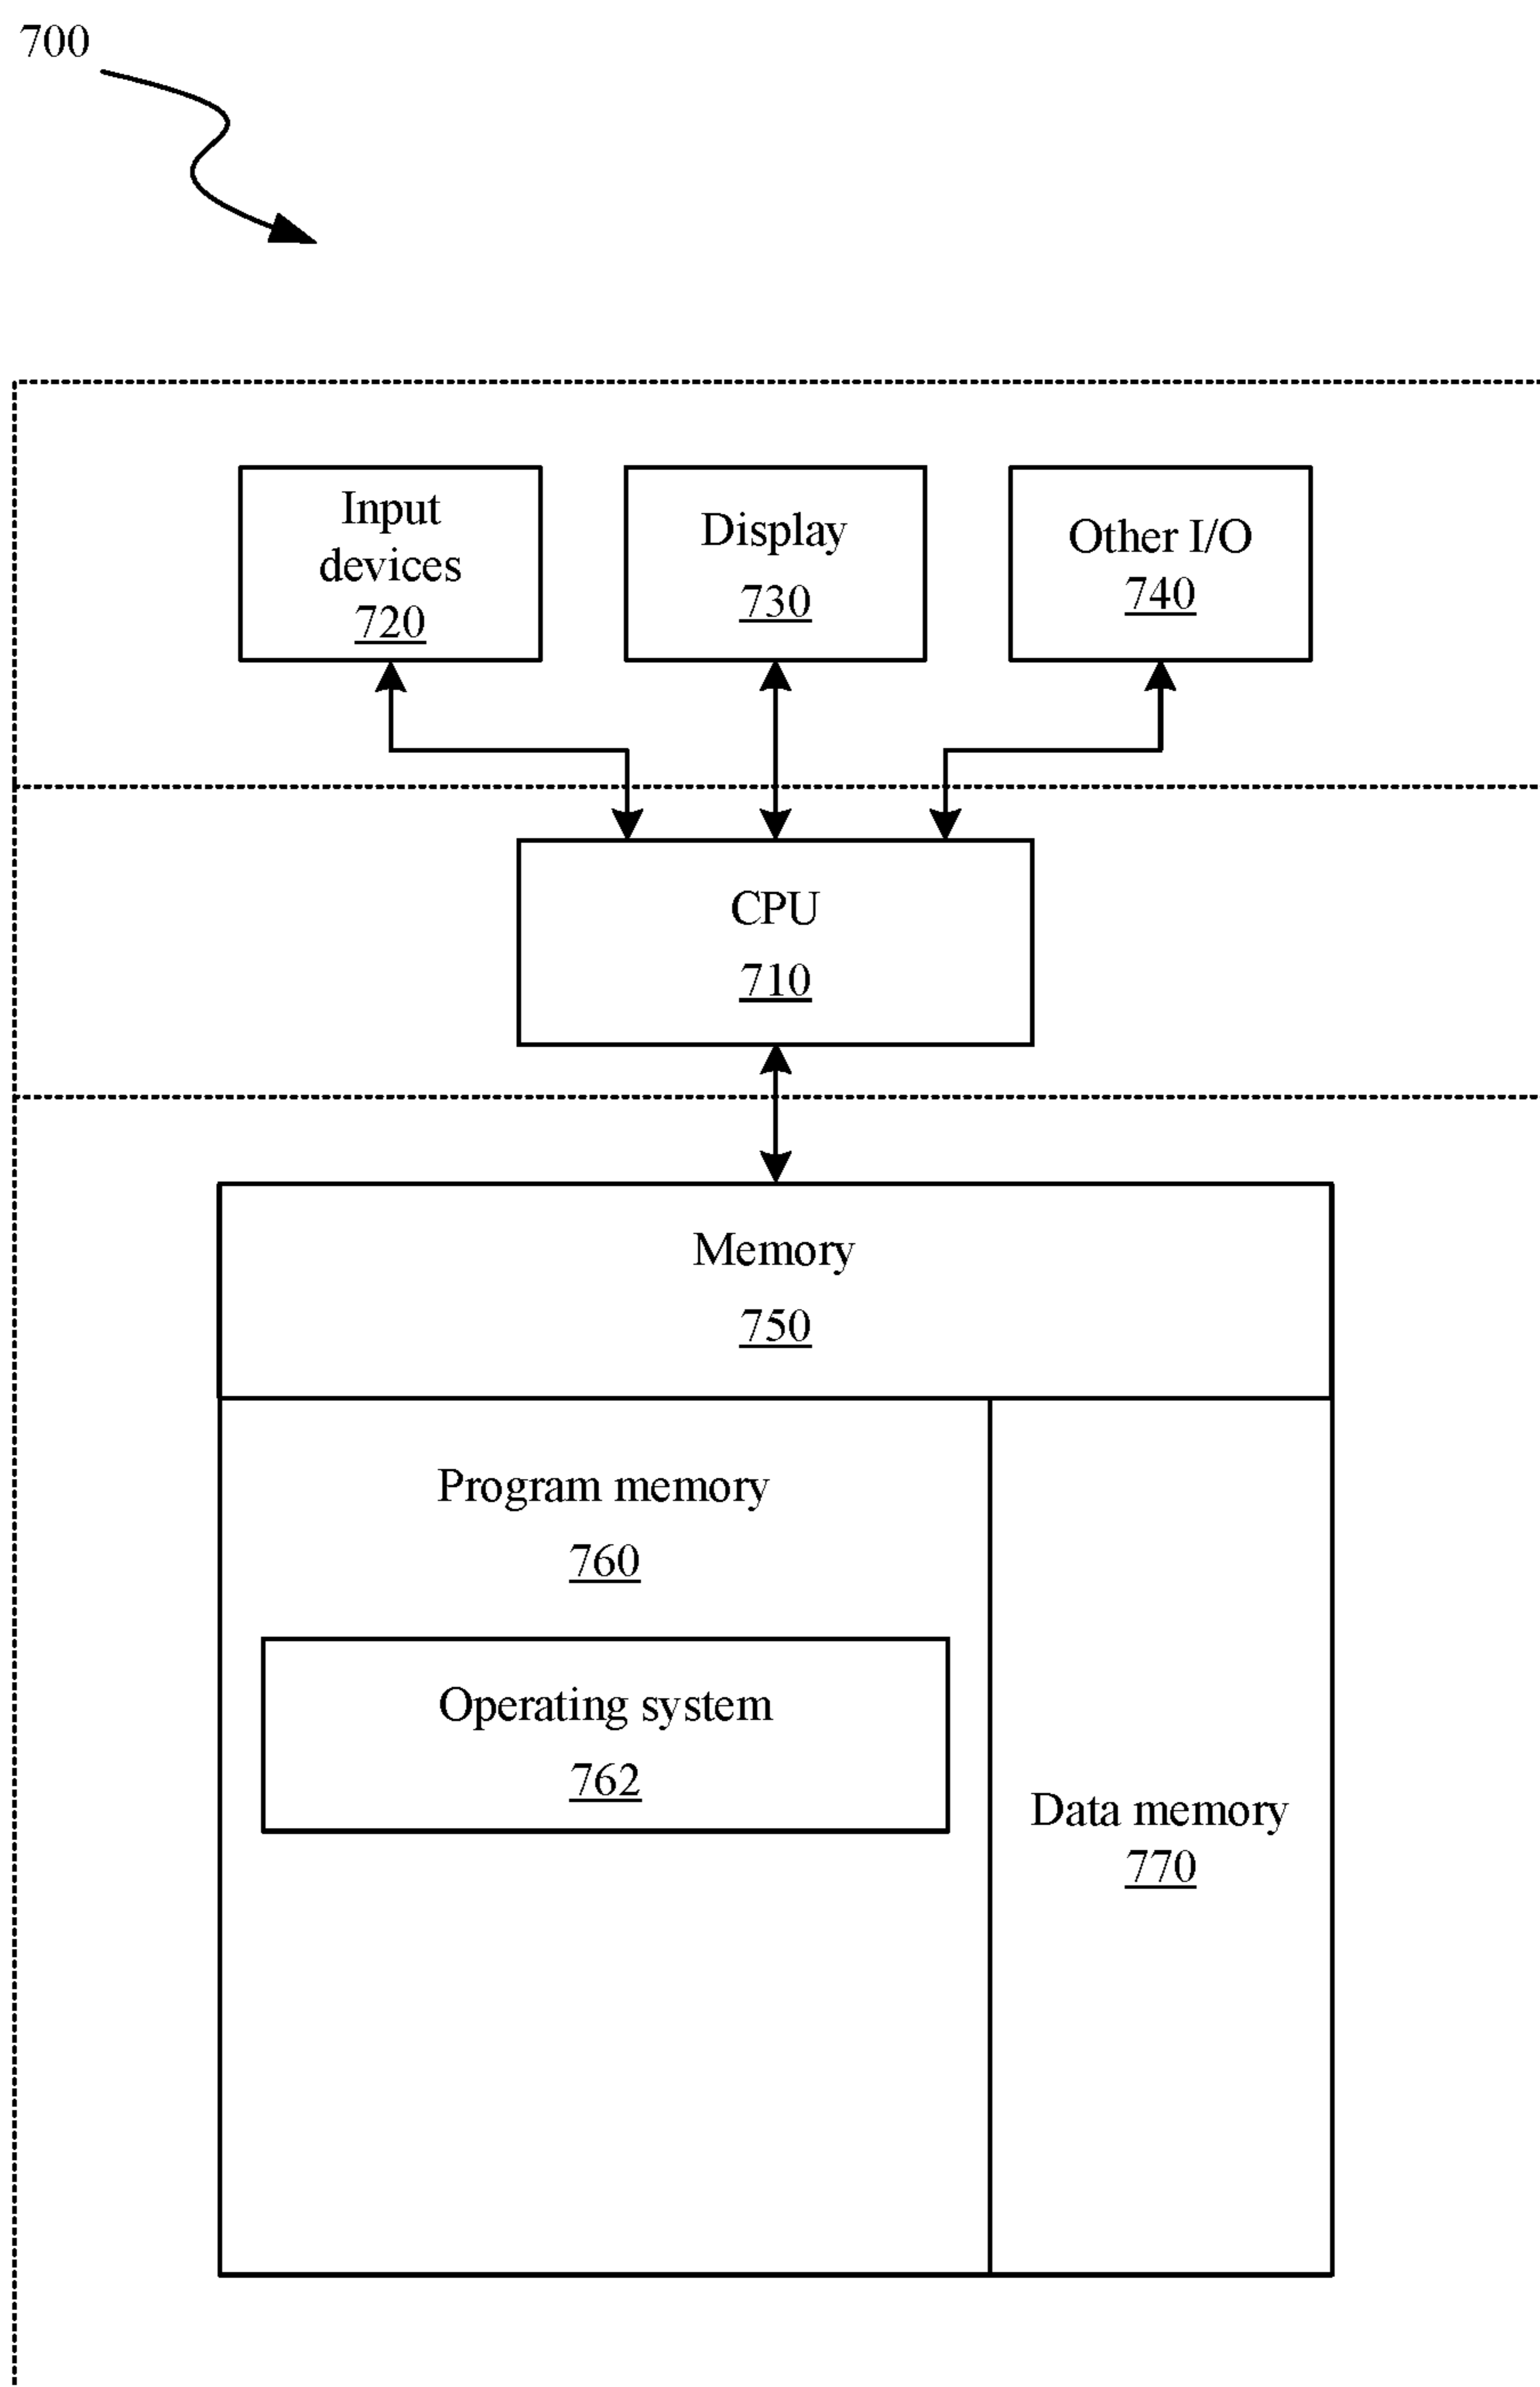 700
Input
devices
720
Display
730
Other I/O
740
CPU
710
Memory
750
Program memory
760
Operating system
762
Data memory
770